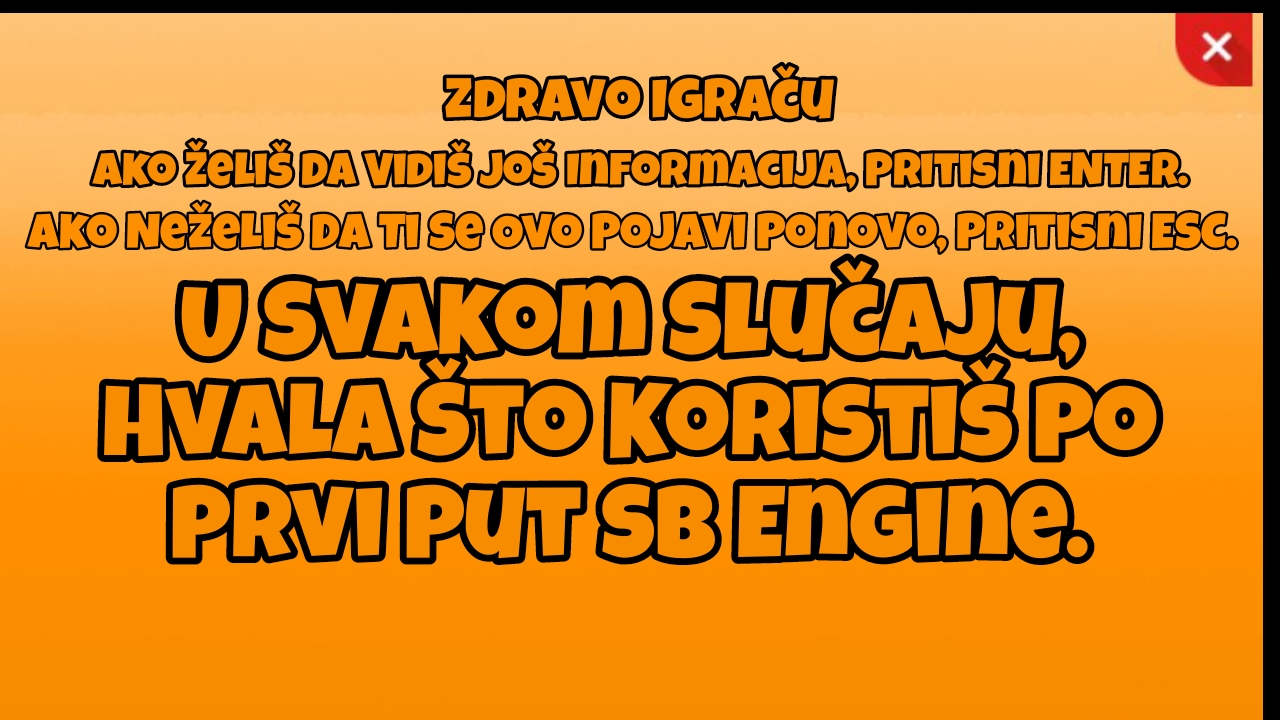 ZDRAVO IGRAČU
AKO ŽELIŠ DA VIDIŠ JOŠ INFORMACIJA, PRITISNI ENTER.
AKO NEŽELIŠ DA TI SE OVO POJAVI PONOVO, PRITISNI ESC.
U SVAKOM SLUČAJU,
HVALA ŠTO KORISTIŠ PO
PRVI PUT SB ENGINE.